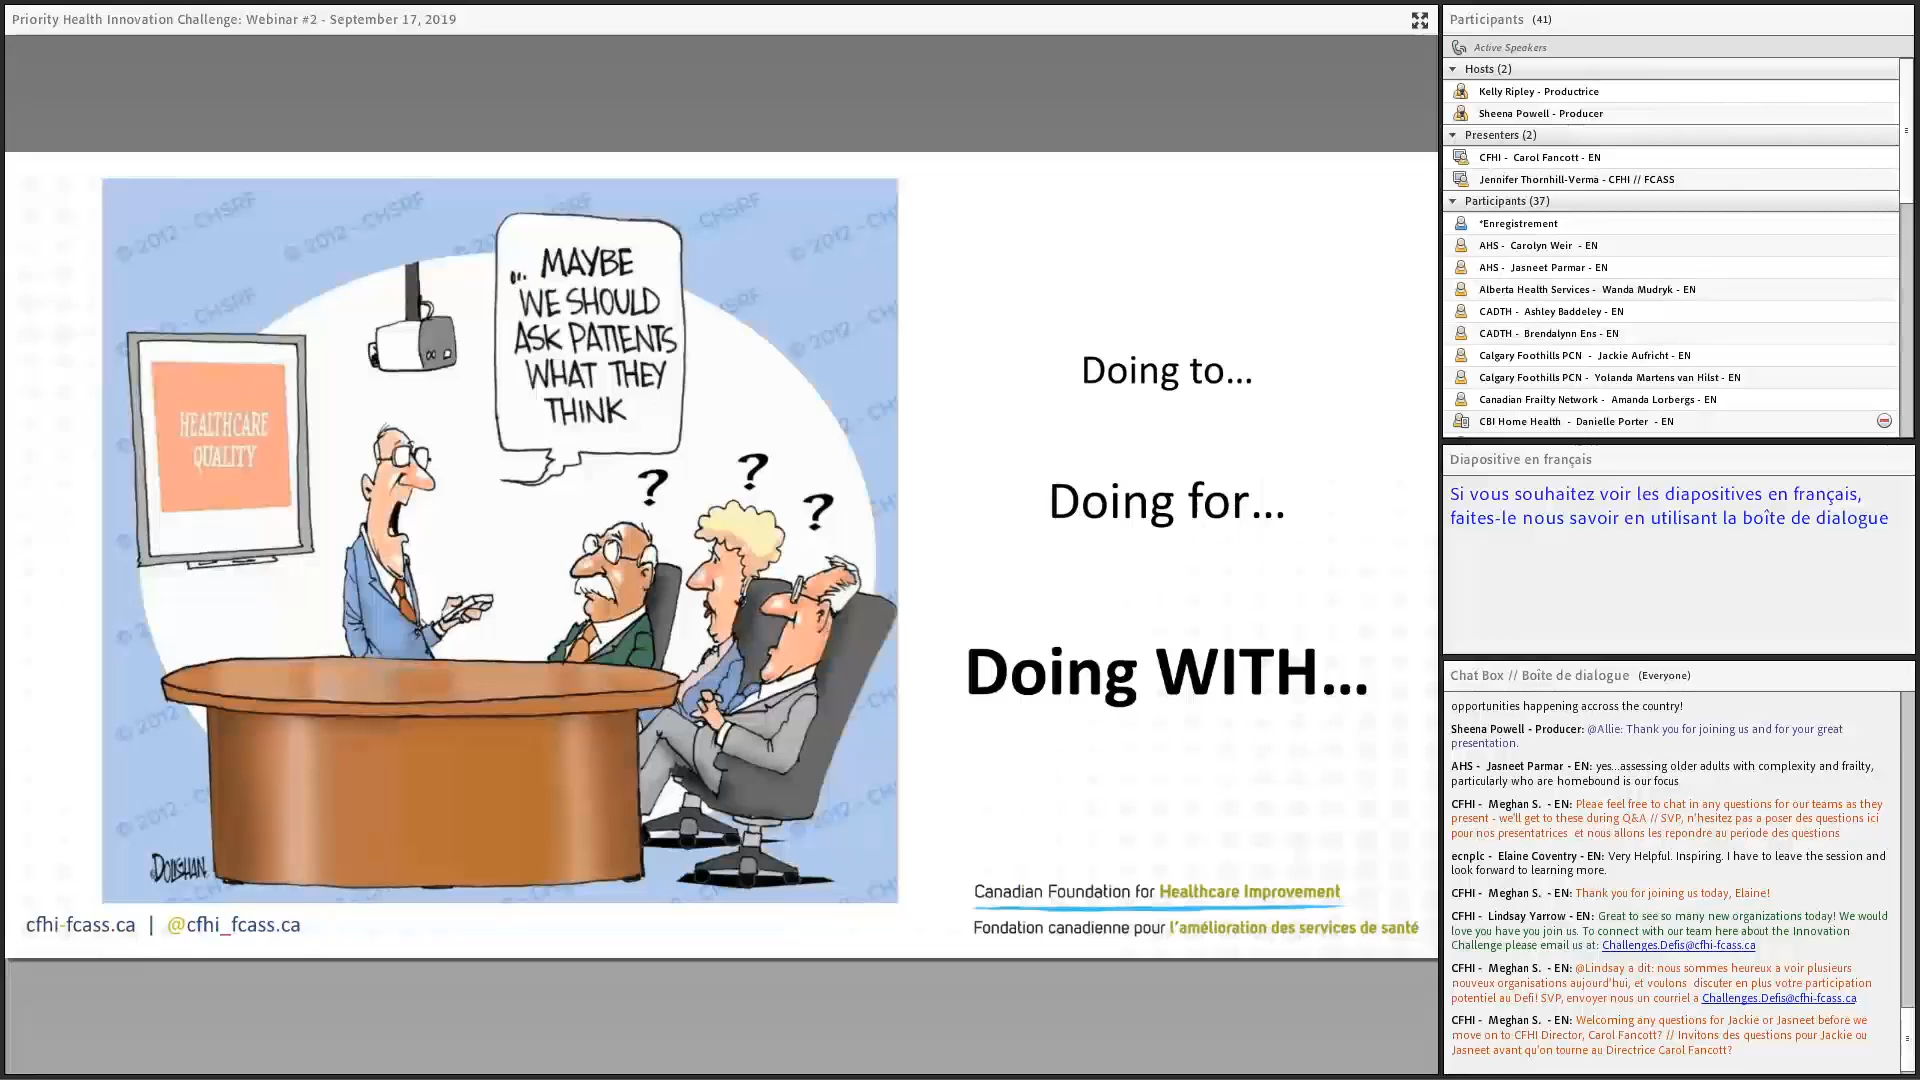 Priority Health Innovation Challenge: Webinar #2 - September 17, 2019
© 2012 - CHSRF
... MAYBE
WE SHOULD
ASK PATIENTS
WHAT THEY
THINK
HEALTHCARE
QUALITY
? ? ?
Doing to...
Doing for...
Doing WITH...
cfhi-fcass.ca | @cfhi_fcass.ca
Canadian Foundation for Healthcare Improvement
Fondation canadienne pour l'amélioration des services de santé
Participants (41)
Active Speakers
Hosts (2)
Kelly Ripley - Productrice
Sheena Powell - Producer
Presenters (2)
CFHI - Carol Fancott - EN
Jennifer Thornhill-Verma - CFHI // FCASS
Participants (37)
*Enregistrement
AHS - Carolyn Weir - EN
AHS - Jasneet Parmar - EN
Alberta Health Services - Wanda Mudryk - EN
CADTH - Ashley Baddeley - EN
CADTH - Brendalynn Ens - EN
Calgary Foothills PCN - Jackie Aufricht - EN
Calgary Foothills PCN - Yolanda Martens van Hilst - EN
Canadian Frailty Network - Amanda Lorbergs - EN
CBI Home Health - Danielle Porter - EN
Diapositive en français
Si vous souhaitez voir les diapositives en français,
faites-le nous savoir en utilisant la boîte de dialogue
Chat Box // Boîte de dialogue (Everyone)
opportunities happening accross the country!
Sheena Powell - Producer: @Allie: Thank you for joining us and for your great
presentation.
AHS - Jasneet Parmar - EN: yes...assessing older adults with complexity and frailty,
particularly who are homebound is our focus
CFHI - Meghan S. - EN: Pleae feel free to chat in any questions for our teams as they
present - we'll get to these during Q&A // SVP, n'hesitez pas a poser des questions ici
pour nos presentatrices et nous allons les repondre au periode des questions
ecnplc - Elaine Coventry - EN: Very Helpful. Inspiring. I have to leave the session and
look forward to learning more.
CFHI - Meghan S. - EN: Thank you for joining us today, Elaine!
CFHI - Lindsay Yarrow - EN: Great to see so many new organizations today! We would
love you have you join us. To connect with our team here about the Innovation
Challenge please email us at: Challenges.Defis@cfhi-fcass.ca
CFHI - Meghan S. - EN: @Lindsay a dit: nous sommes heureux a voir plusieurs
nouveux organisations aujourd'hui, et voulons discuter en plus votre participation
potentiel au Defi! SVP, envoyer nous un courriel a Challenges.Defis@cfhi-fcass.ca
CFHI - Meghan S. - EN: Welcoming any questions for Jackie or Jasneet before we
move on to CFHI Director, Carol Fancott? // Invitons des questions pour Jackie ou
Jasneet avant qu'on tourne au Directrice Carol Fancott?